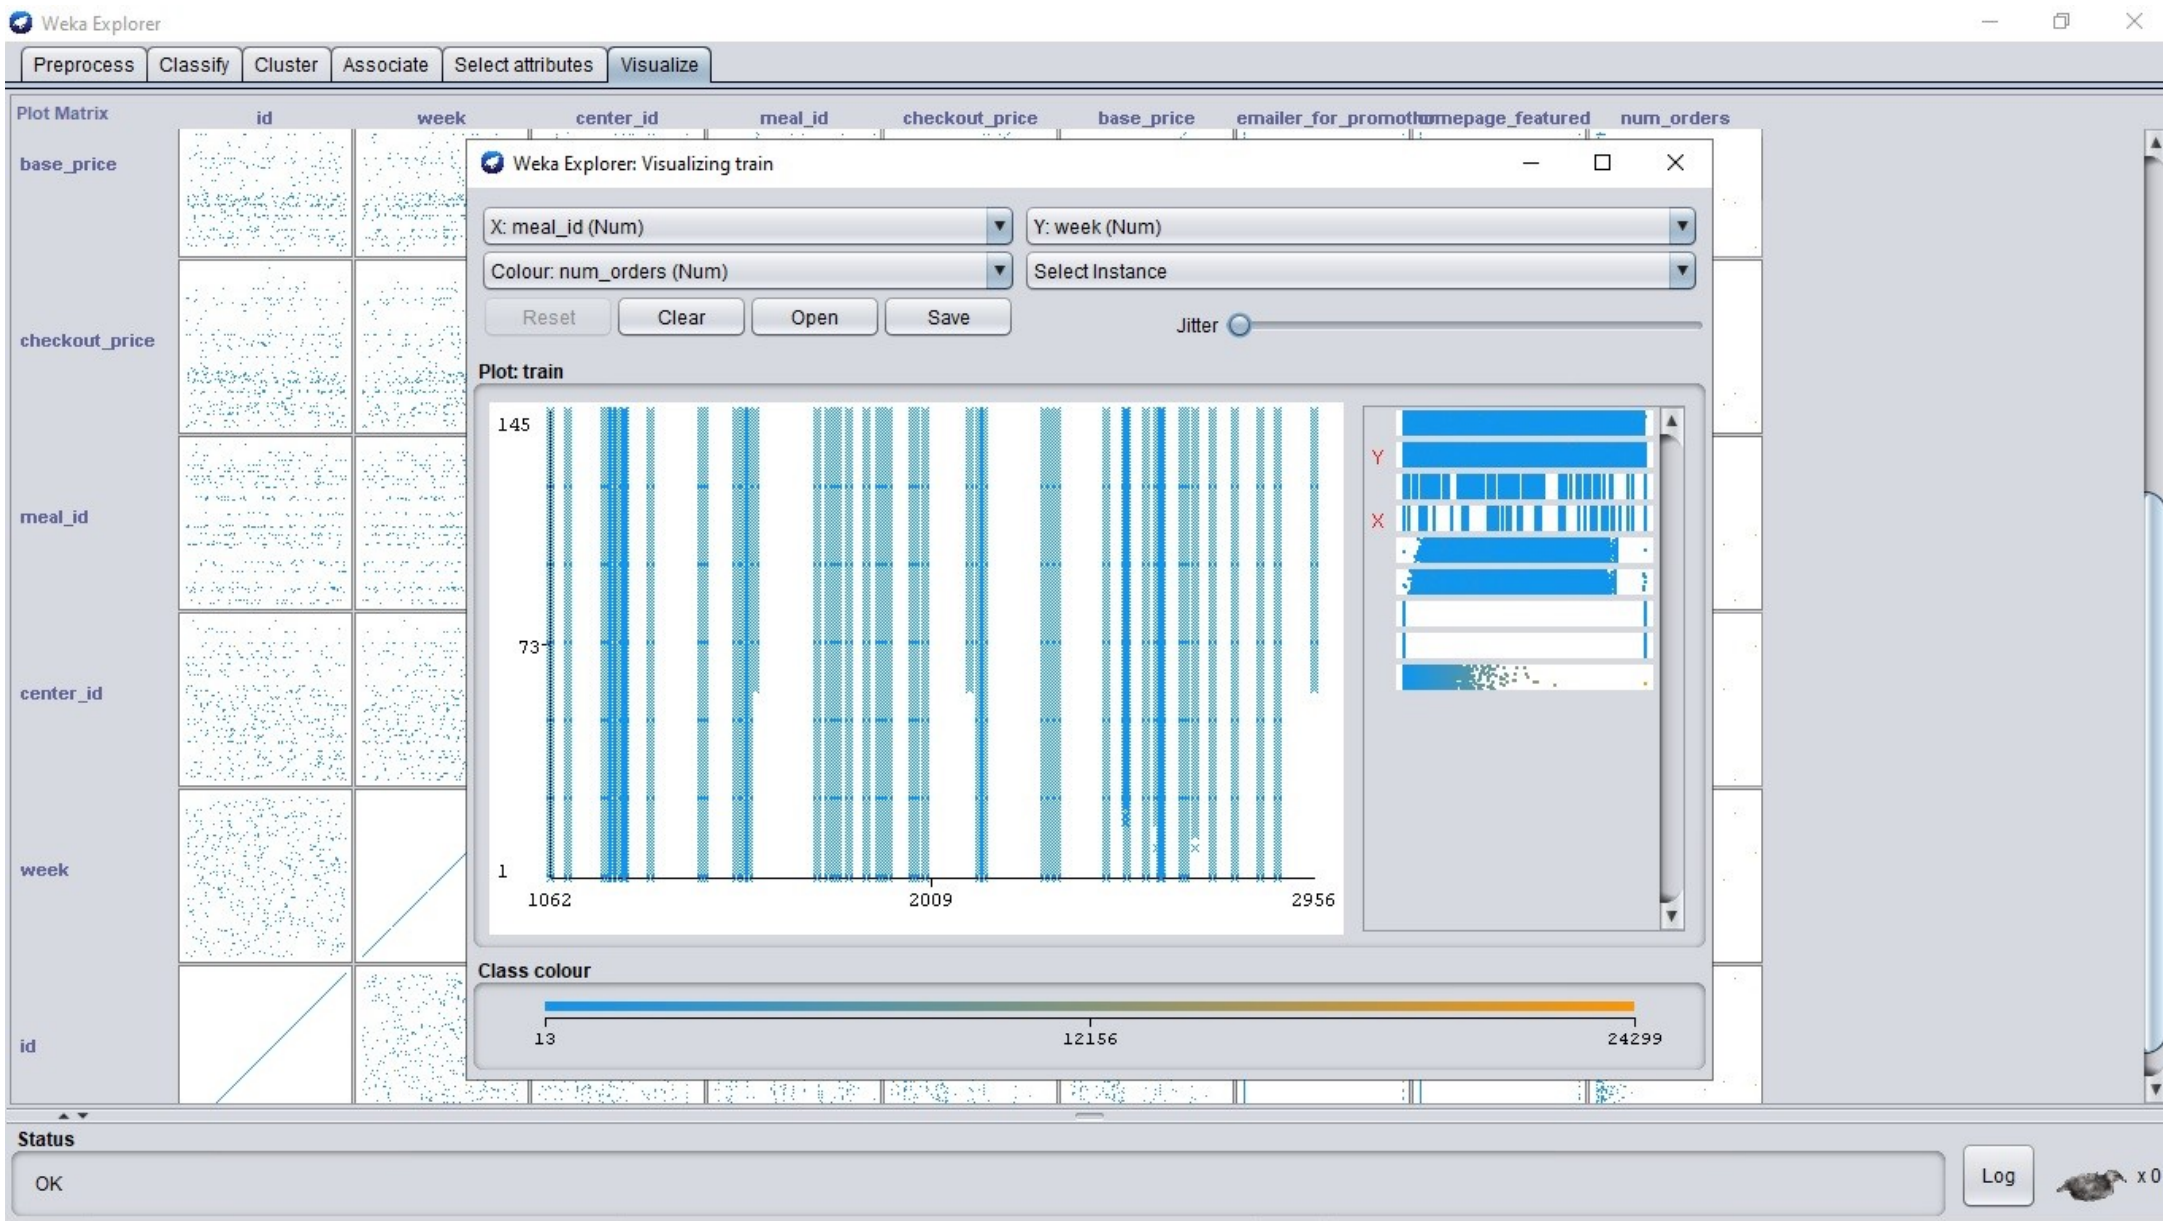 Weka Explorer
Preprocess Classify Cluster Associate Select attributes Visualize
Plot Matrix id week center_id meal_id checkout_price base_price emailer_for_promot homepage_featured num_orders
base_price
checkout_price
meal_id
center_id
week
id
Weka Explorer: Visualizing train
X: meal_id (Num) Y: week (Num)
Colour: num_orders (Num) Select Instance
Reset Clear Open Save Jitter
Plot: train
145
73
1
1062 2009 2956
Y
X
Class colour
13 12156 24299
Status
OK
Log x 0